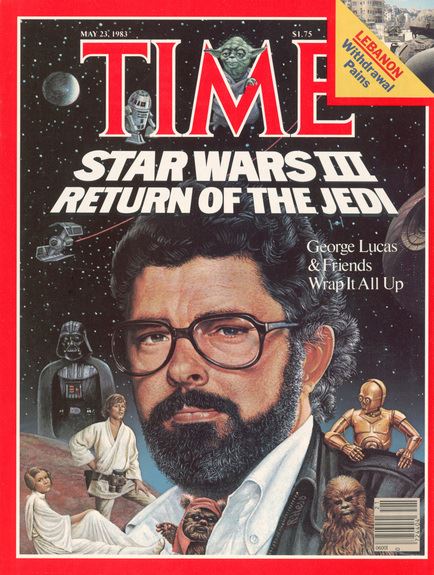 MAY 23, 1983
$1.75
TIME
LEBANON
Withdrawal
Pains
STAR WARS III
RETURN OF THE JEDI
George Lucas
& Friends
Wrap It All Up